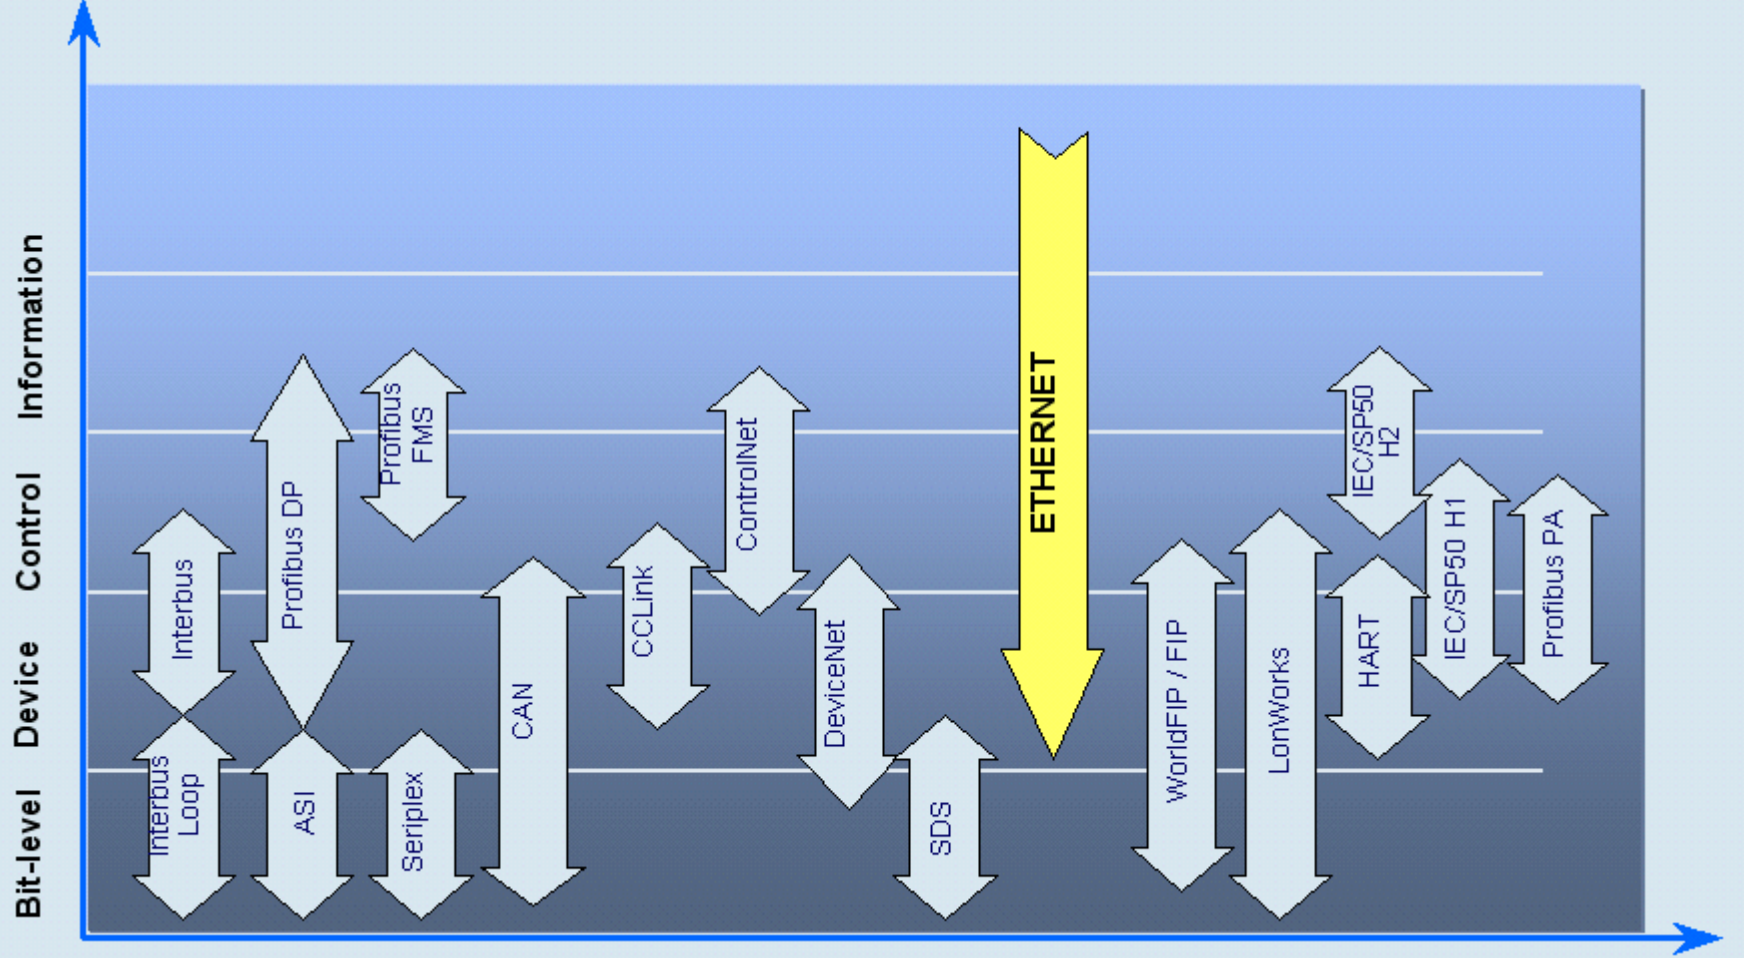 Information
Control
Device
Bit-level
Interbus
Interbus
Loop
Profibus DP
ASI
Profibus
FMS
Seriplex
CAN
CCLink
ControlNet
DeviceNet
SDS
ETHERNET
WorldFIP / FIP
LonWorks
IEC/SP50
H2
HART
IEC/SP50 H1
Profibus PA